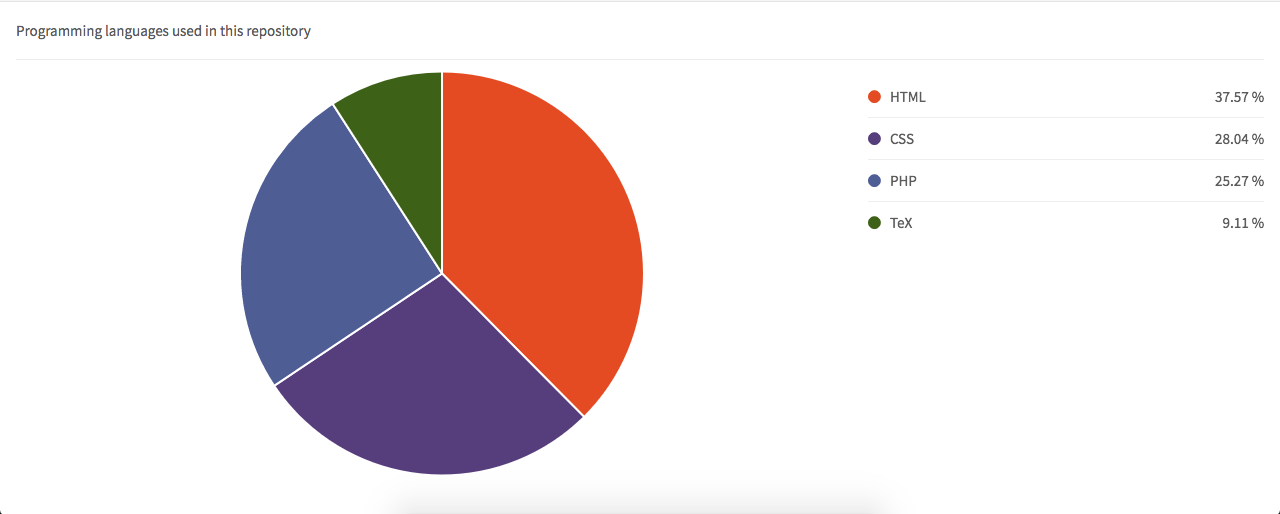 Programming languages used in this repository
HTML 37.57 %
CSS 28.04 %
PHP 25.27 %
TeX 9.11 %